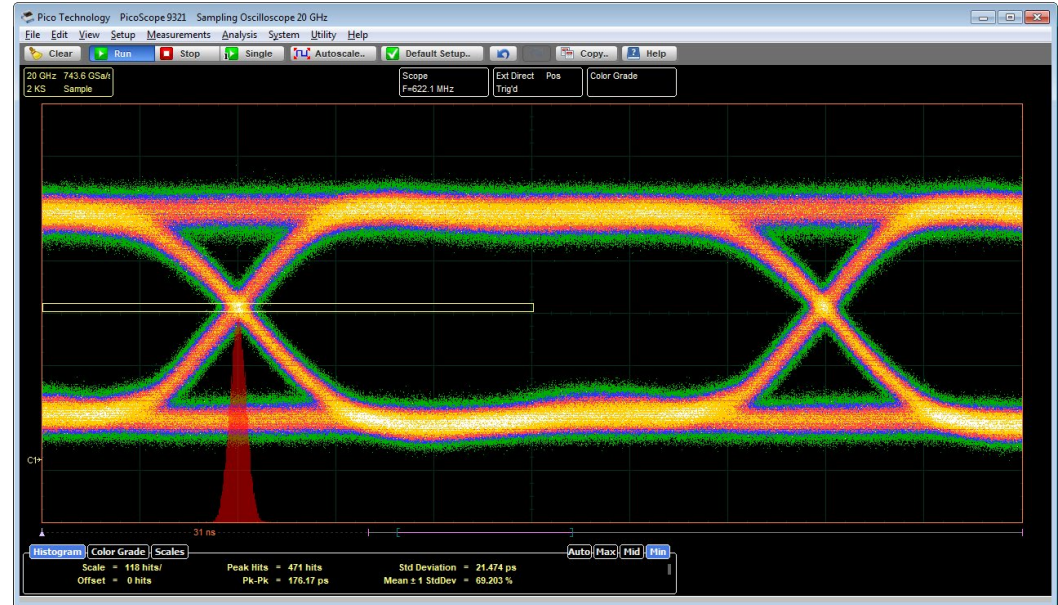 Pico Technology PicoScope 9321 Sampling Oscilloscope 20 GHz
File Edit View Setup Measurements Analysis System Utility Help
Clear Run Stop Single Autoscale.. Default Setup.. Copy.. Help
20 GHz 743.6 GSa/s Scope Ext Direct Pos Color Grade
2 KS Sample F=622.1 MHz Trig'd
C1
31 ns
Histogram Color Grade Scales Auto Max Mid Min
Scale = 118 hits/ Peak Hits = 471 hits Std Deviation = 21.474 ps
Offset = 0 hits Pk-Pk = 176.17 ps Mean ± 1 StdDev = 69.203 %